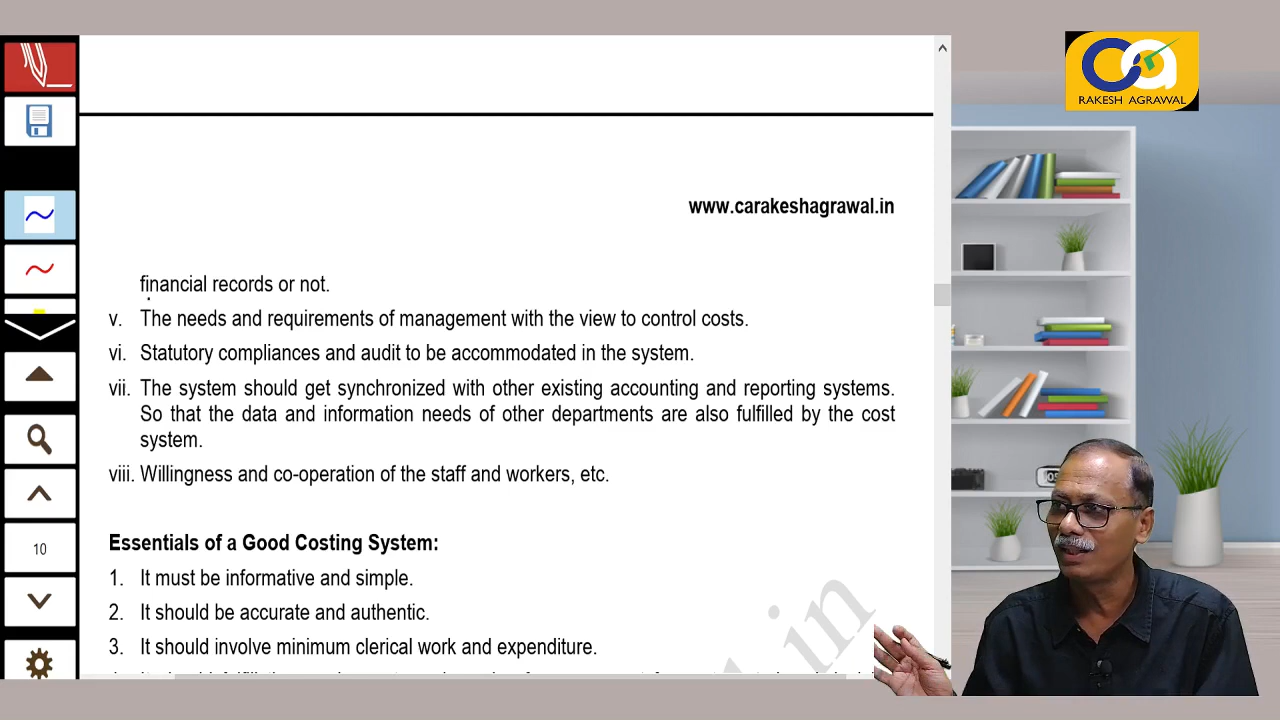 RAKESH AGRAWAL
www.carakeshagrawal.in
financial records or not.
v. The needs and requirements of management with the view to control costs.
vi. Statutory compliances and audit to be accommodated in the system.
vii. The system should get synchronized with other existing accounting and reporting systems.
So that the data and information needs of other departments are also fulfilled by the cost
system.
viii. Willingness and co-operation of the staff and workers, etc.
Essentials of a Good Costing System:
1. It must be informative and simple.
2. It should be accurate and authentic.
3. It should involve minimum clerical work and expenditure.
10